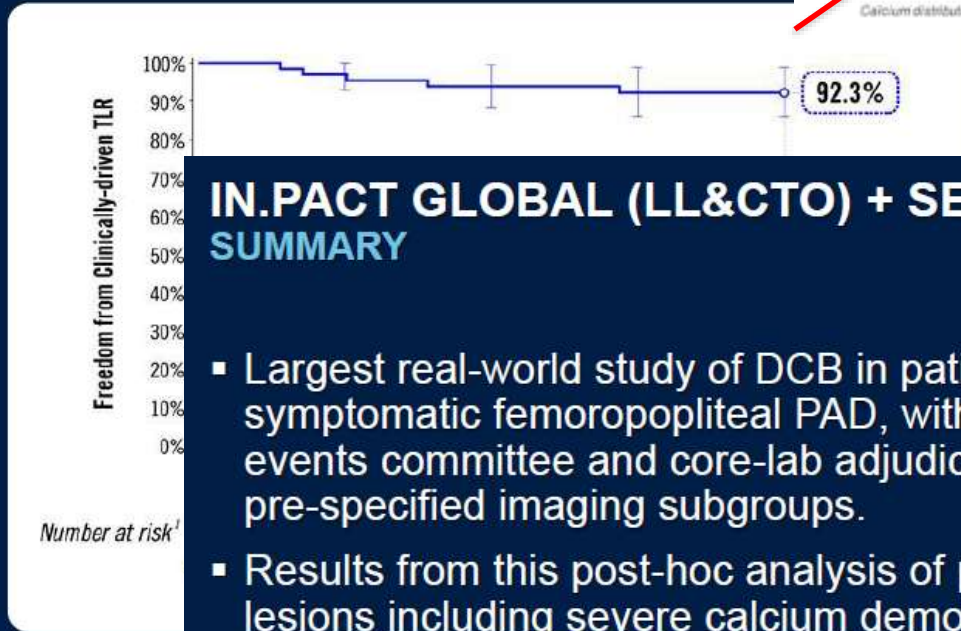 Calcium
100%
90%
92.3%
80%
70%
60%
50%
40%
30%
20%
10%
0%
Freedom from Clinically-driven TLR
Number at risk¹
IN.PACT GLOBAL (LL&CTO) + SE
SUMMARY
▪ Largest real-world study of DCB in pat
symptomatic femoropopliteal PAD, with
events committee and core-lab adjudic
pre-specified imaging subgroups.
▪ Results from this post-hoc analysis of
lesions including severe calcium demo